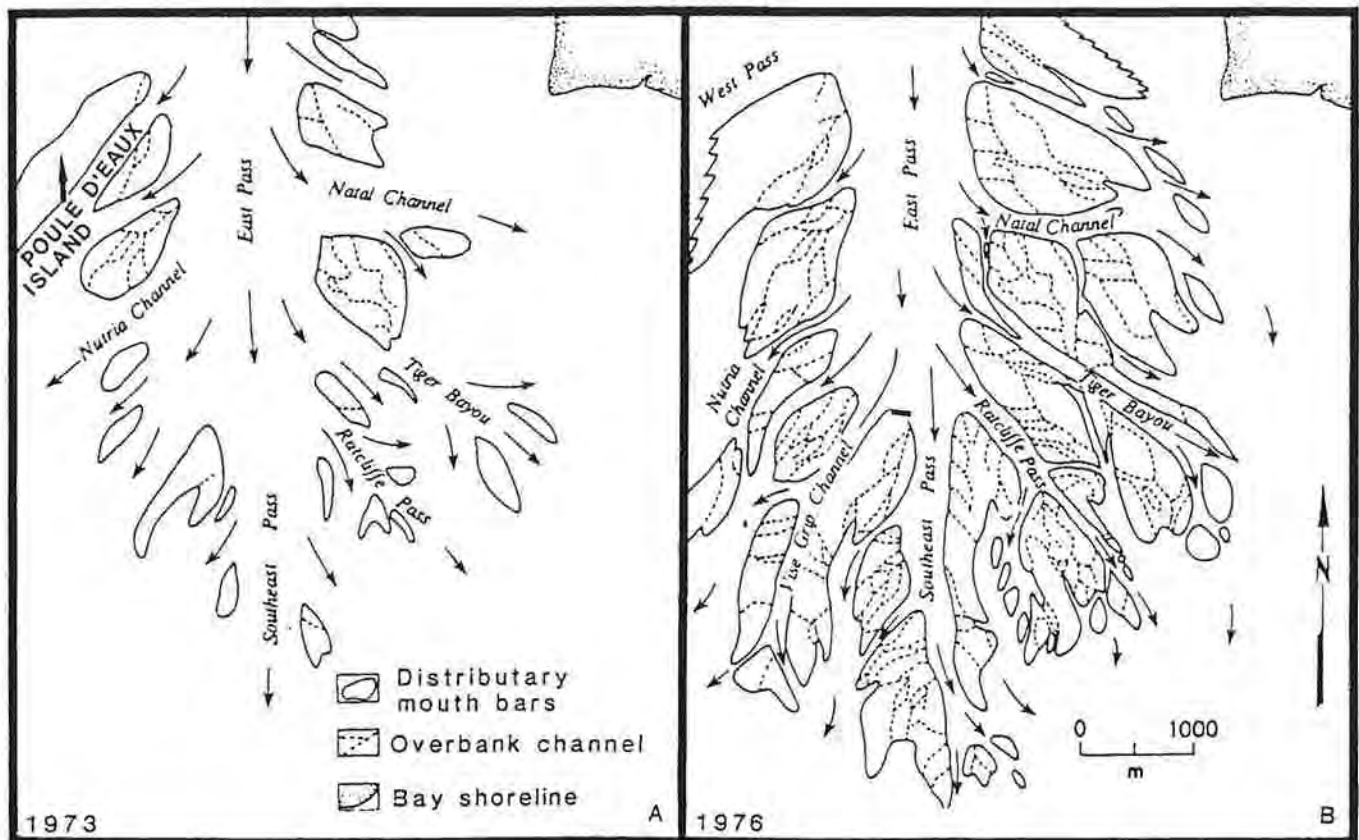 POULE D'EAUX
ISLAND
East Pass
Natal Channel
Nutria Channel
Tiger Bayou
Ratcliffe
Pass
Southeast Pass
Distributary
mouth bars
Overbank channel
Bay shoreline
1973
A
West Pass
East Pass
Natal Channel
Nutria
Channel
Tiger Bayou
Ratcliffe Pass
Vise Grip Channel
Southeast Pass
N
0 1000
m
1976
B